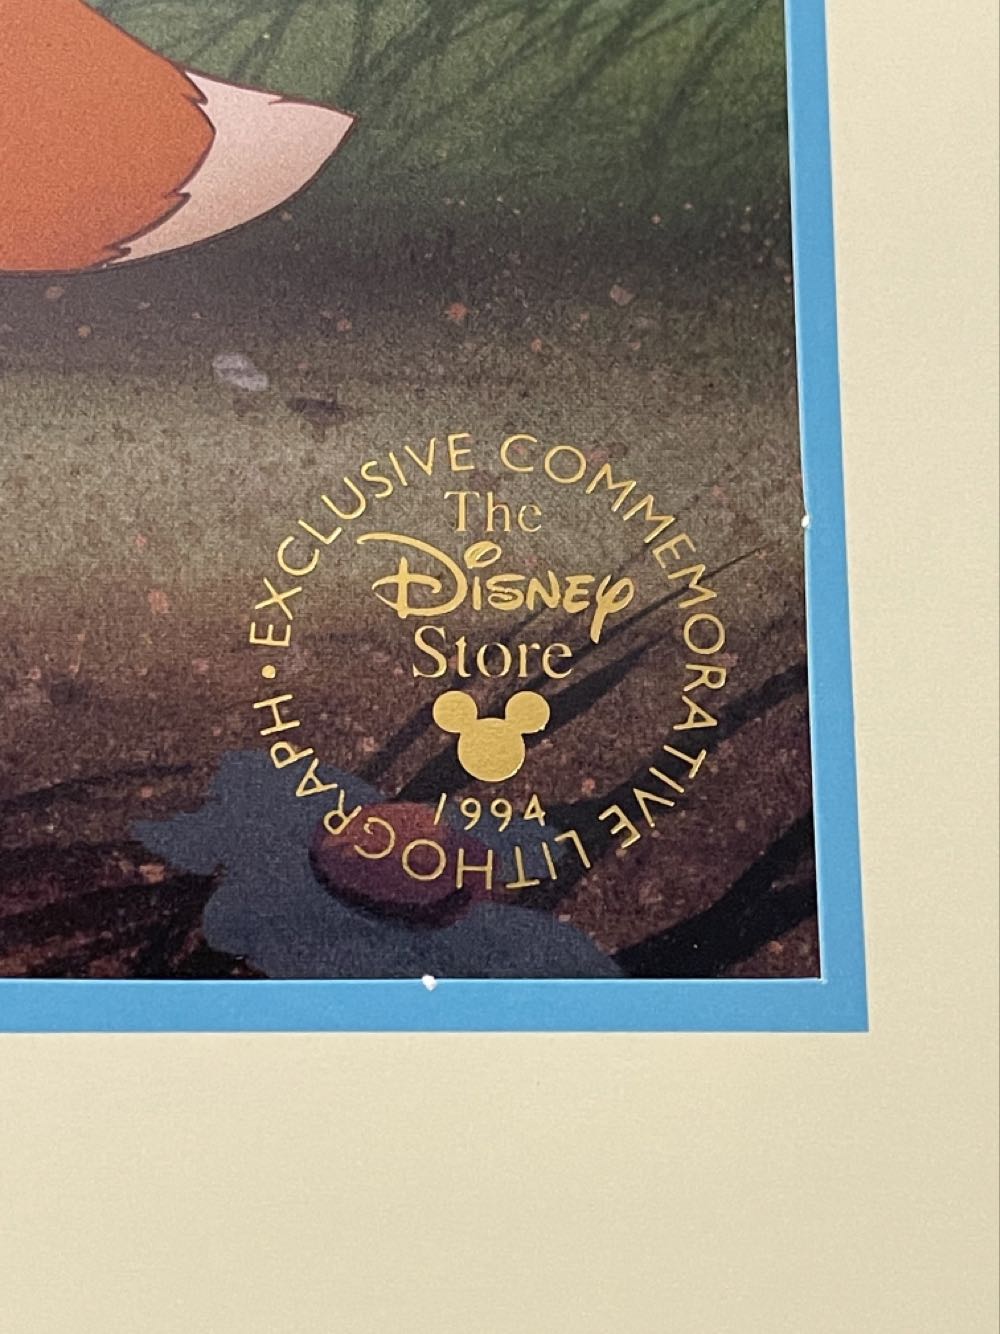 EXCLUSIVE COMMEMORATIVE LITHOGRAPH •
The
Disney
Store
1994